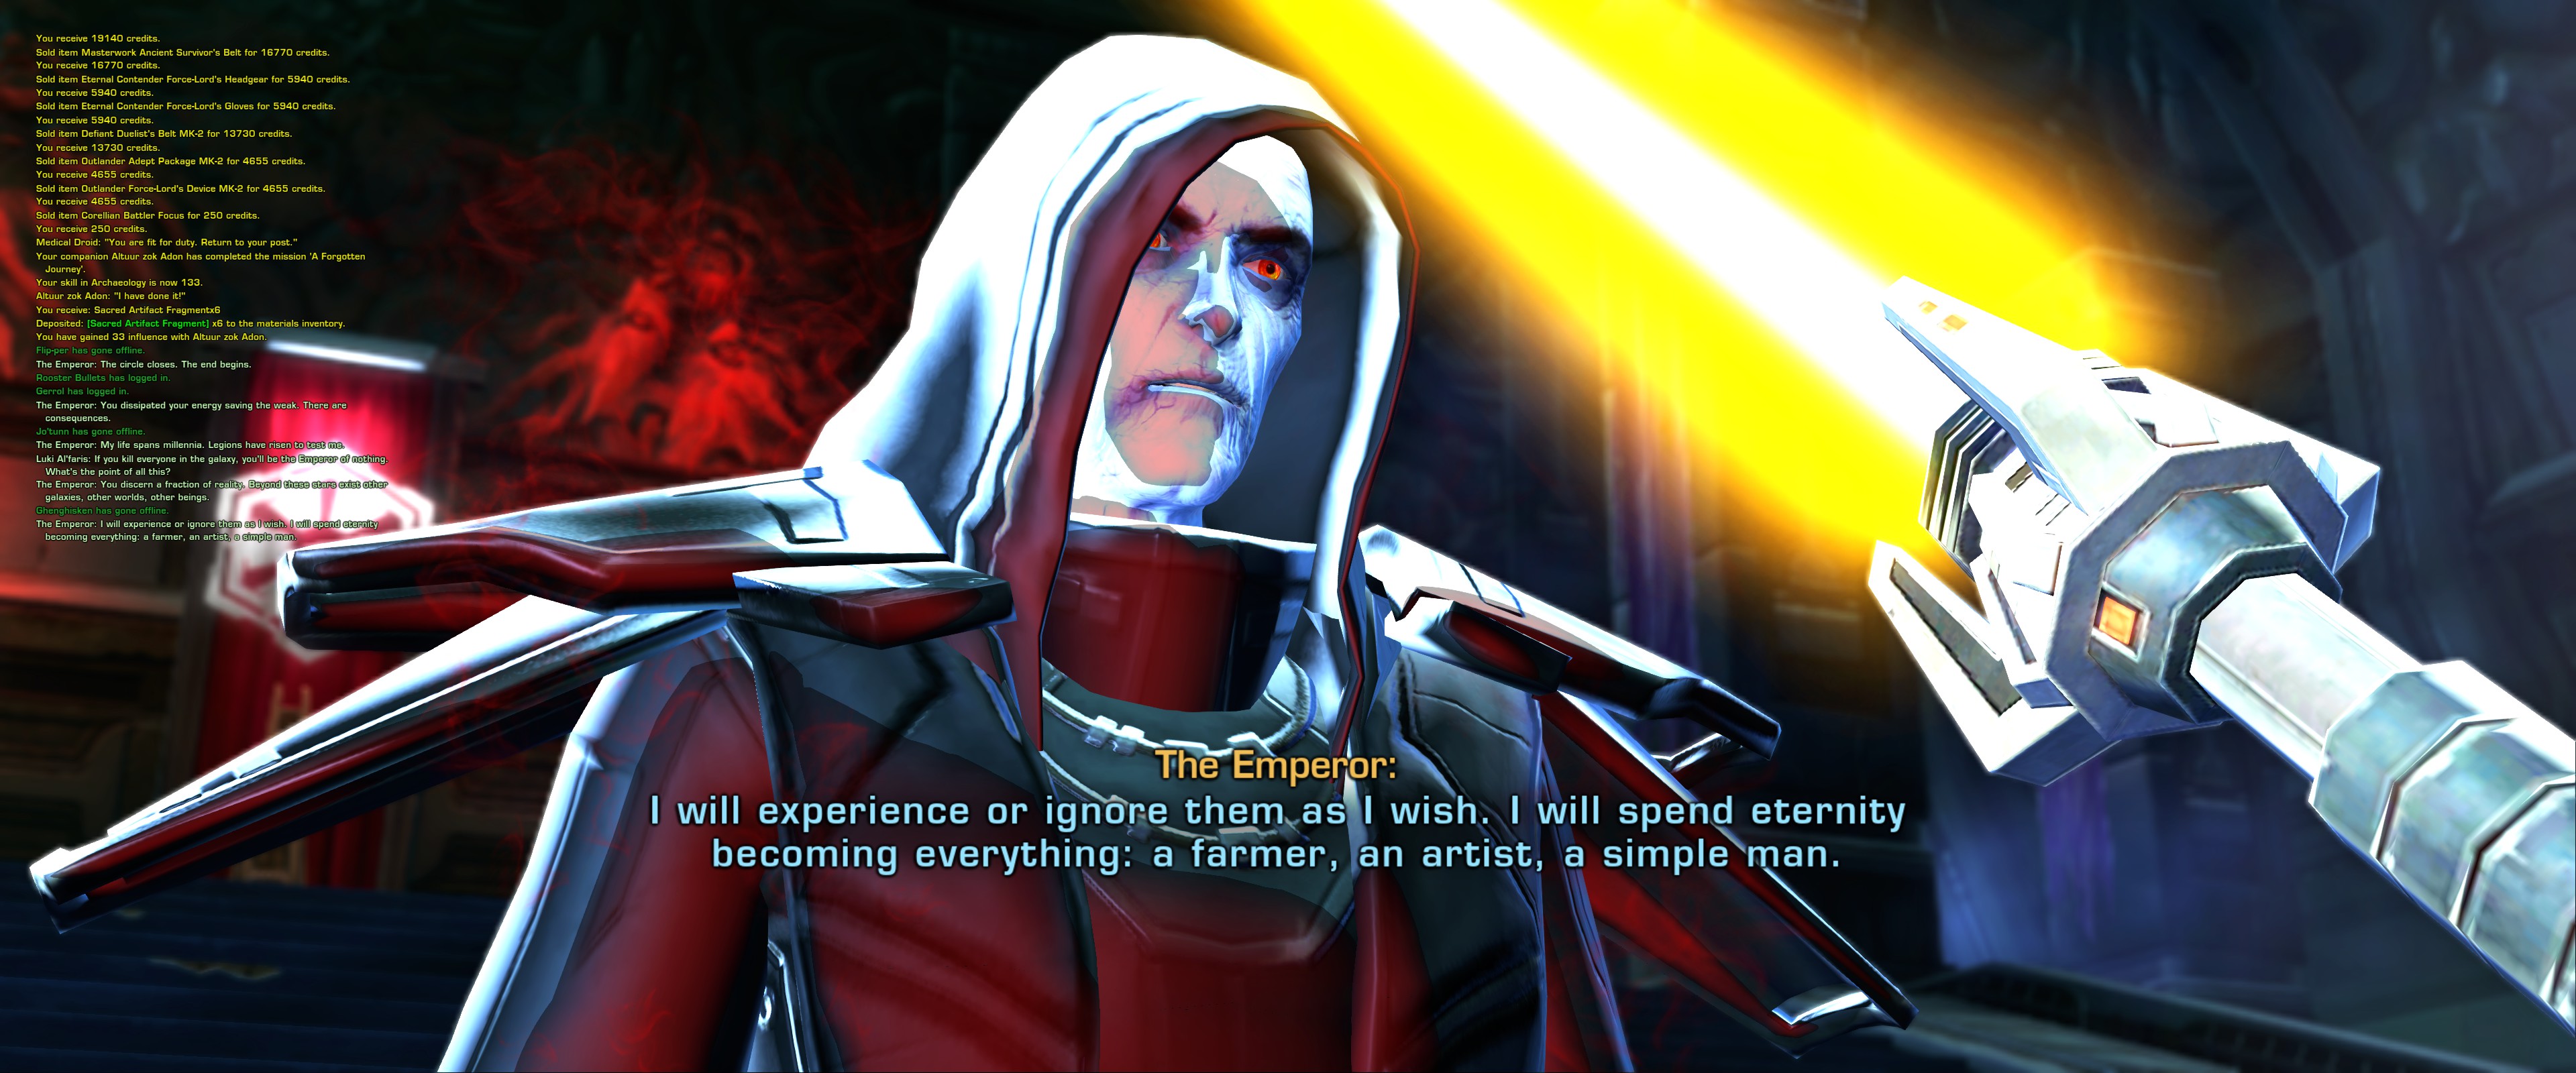 You receive 19140 credits.
Sold item Masterwork Ancient Survivor's Belt for 16770 credits.
You receive 16770 credits.
Sold item Eternal Contender Force-Lord's Headgear for 5940 credits.
You receive 5940 credits.
Sold item Eternal Contender Force-Lord's Gloves for 5940 credits.
You receive 5940 credits.
Sold item Defiant Duelist's Belt MK-2 for 13730 credits.
You receive 13730 credits.
Sold item Outlander Adept Package MK-2 for 4655 credits.
You receive 4655 credits.
Sold item Outlander Force-Lord's Device MK-2 for 4655 credits.
You receive 4655 credits.
Sold item Corellian Battler Focus for 250 credits.
You receive 250 credits.
Medical Droid: "You are fit for duty. Return to your post."
Your companion Altuur zok Adon has completed the mission 'A Forgotten
Journey'.
Your skill in Archaeology is now 133.
Altuur zok Adon: "I have done it!"
You receive: Sacred Artifact Fragmentx6
Deposited: [Sacred Artifact Fragment] x6 to the materials inventory.
You have gained 33 influence with Altuur zok Adon.
Flip-per has gone offline.
The Emperor: The circle closes. The end begins.
Rooster Bullets has logged in.
Gerrol has logged in.
The Emperor: You dissipated your energy saving the weak. There are
consequences.
Jo'tunn has gone offline.
The Emperor: My life spans millennia. Legions have risen to test me.
Luki Al'faris: If you kill everyone in the galaxy, you'll be the Emperor of nothing.
What's the point of all this?
The Emperor: You discern a fraction of reality. Beyond these stars exist other
galaxies, other worlds, other beings.
Ghenghisken has gone offline.
The Emperor: I will experience or ignore them as I wish. I will spend eternity
becoming everything: a farmer, an artist, a simple man.
The Emperor:
I will experience or ignore them as I wish. I will spend eternity
becoming everything: a farmer, an artist, a simple man.